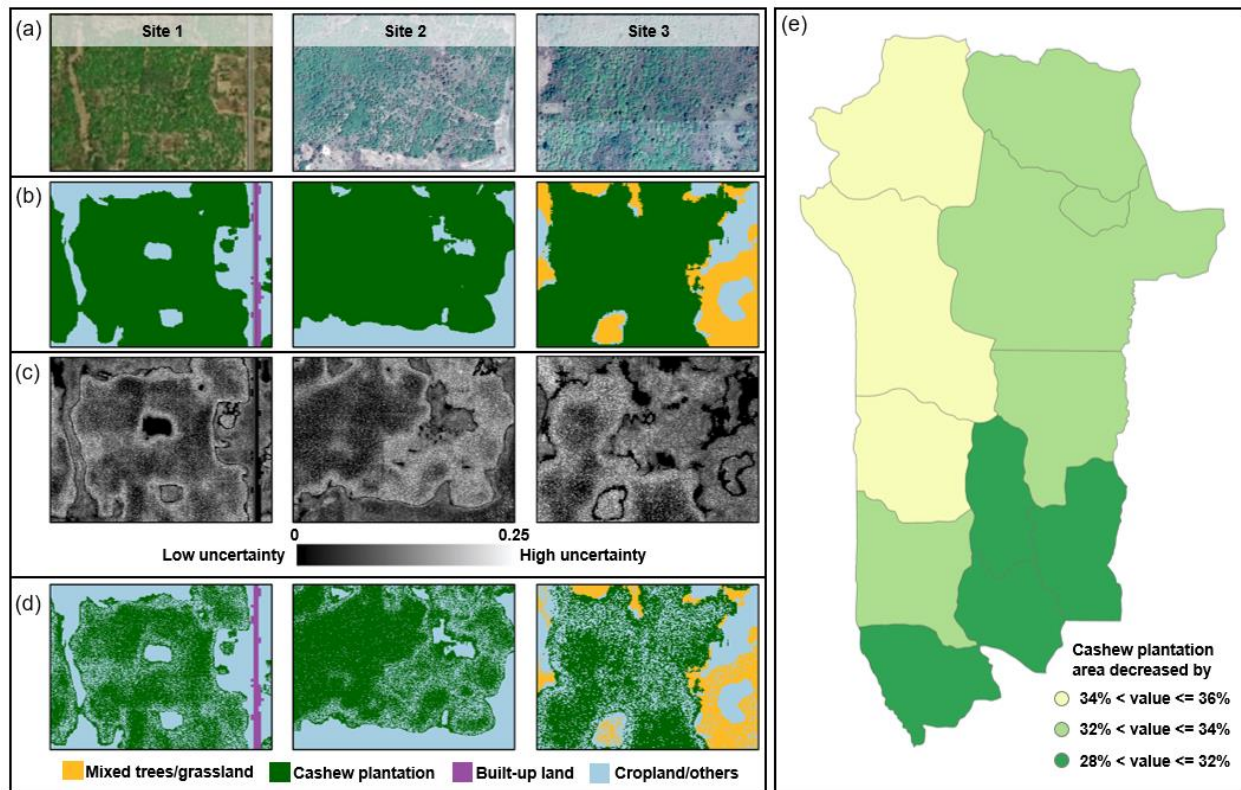 (a)
Site 1
Site 2
Site 3
(b)
(c)
0
0.25
Low uncertainty
High uncertainty
(d)
Mixed trees/grassland
Cashew plantation
Built-up land
Cropland/others
(e)
Cashew plantation
area decreased by
34% < value <= 36%
32% < value <= 34%
28% < value <= 32%